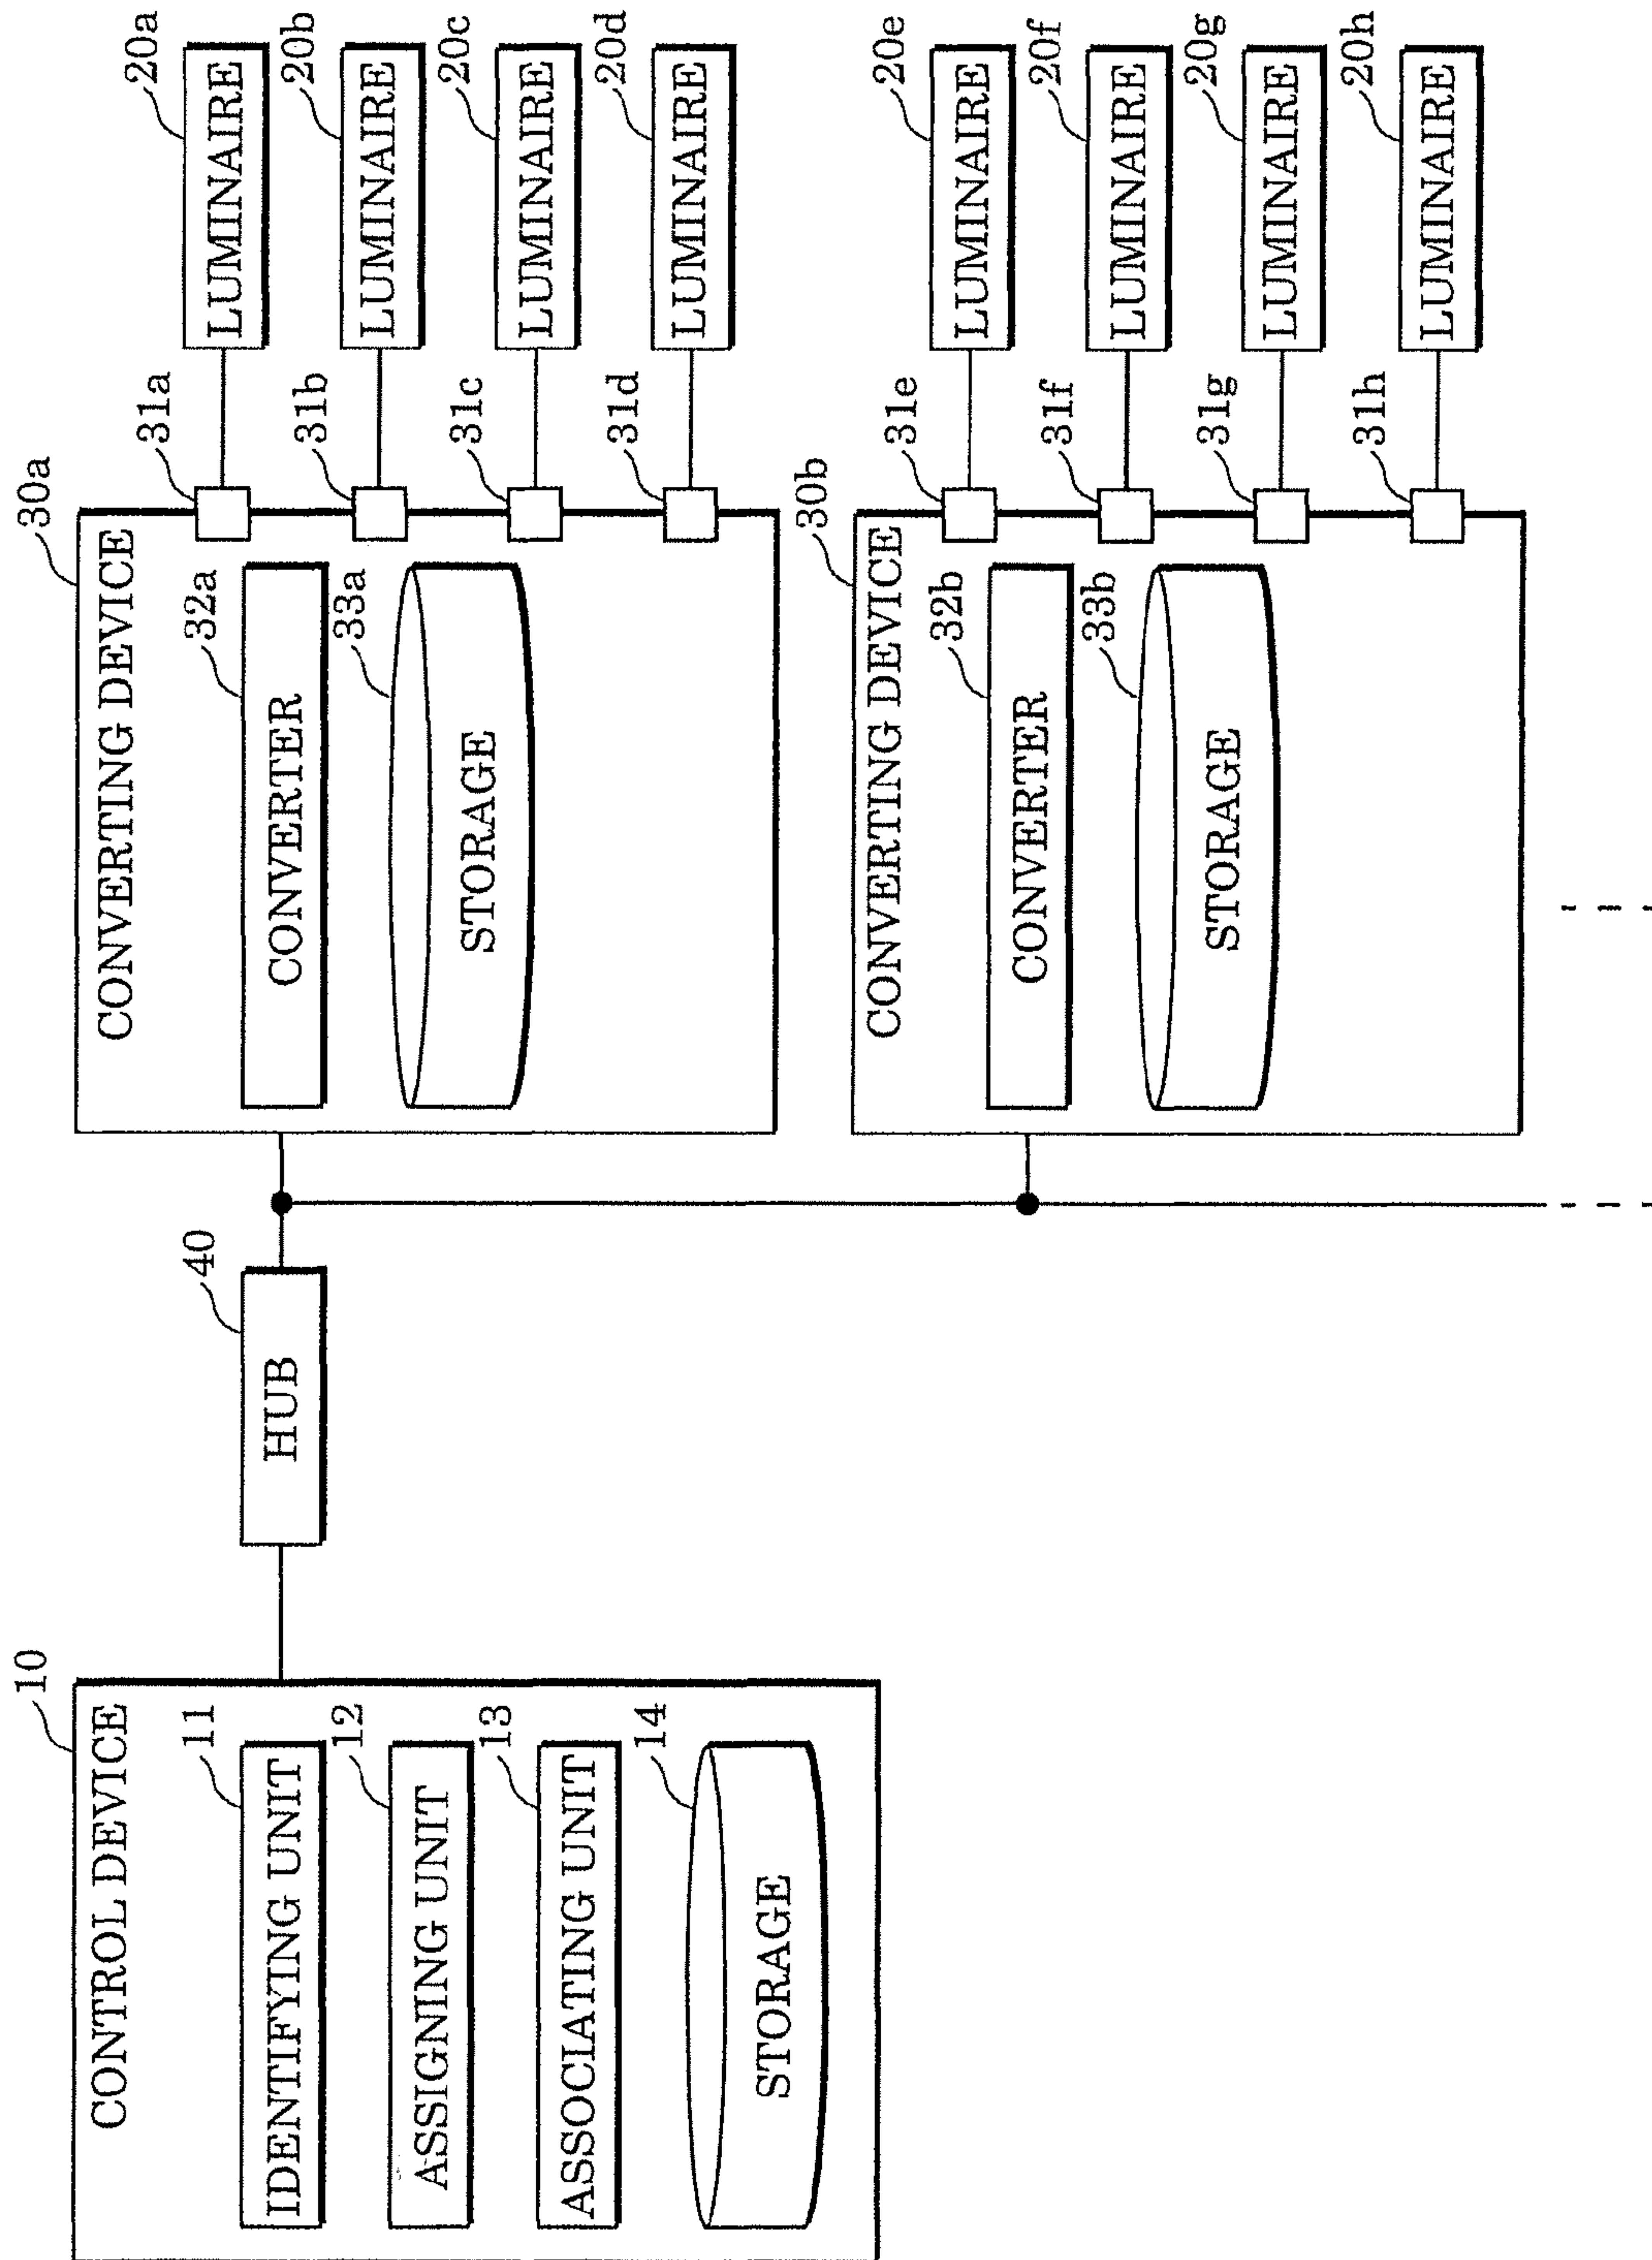 10
CONTROL DEVICE
11
IDENTIFYING UNIT
12
ASSIGNING UNIT
13
ASSOCIATING UNIT
14
STORAGE
40
HUB
30a
CONVERTING DEVICE
32a
CONVERTER
33a
STORAGE
31a
31b
31c
31d
20a
LUMINAIRE
20b
LUMINAIRE
20c
LUMINAIRE
20d
LUMINAIRE
30b
CONVERTING DEVICE
32b
CONVERTER
33b
STORAGE
31e
31f
31g
31h
20e
LUMINAIRE
20f
LUMINAIRE
20g
LUMINAIRE
20h
LUMINAIRE